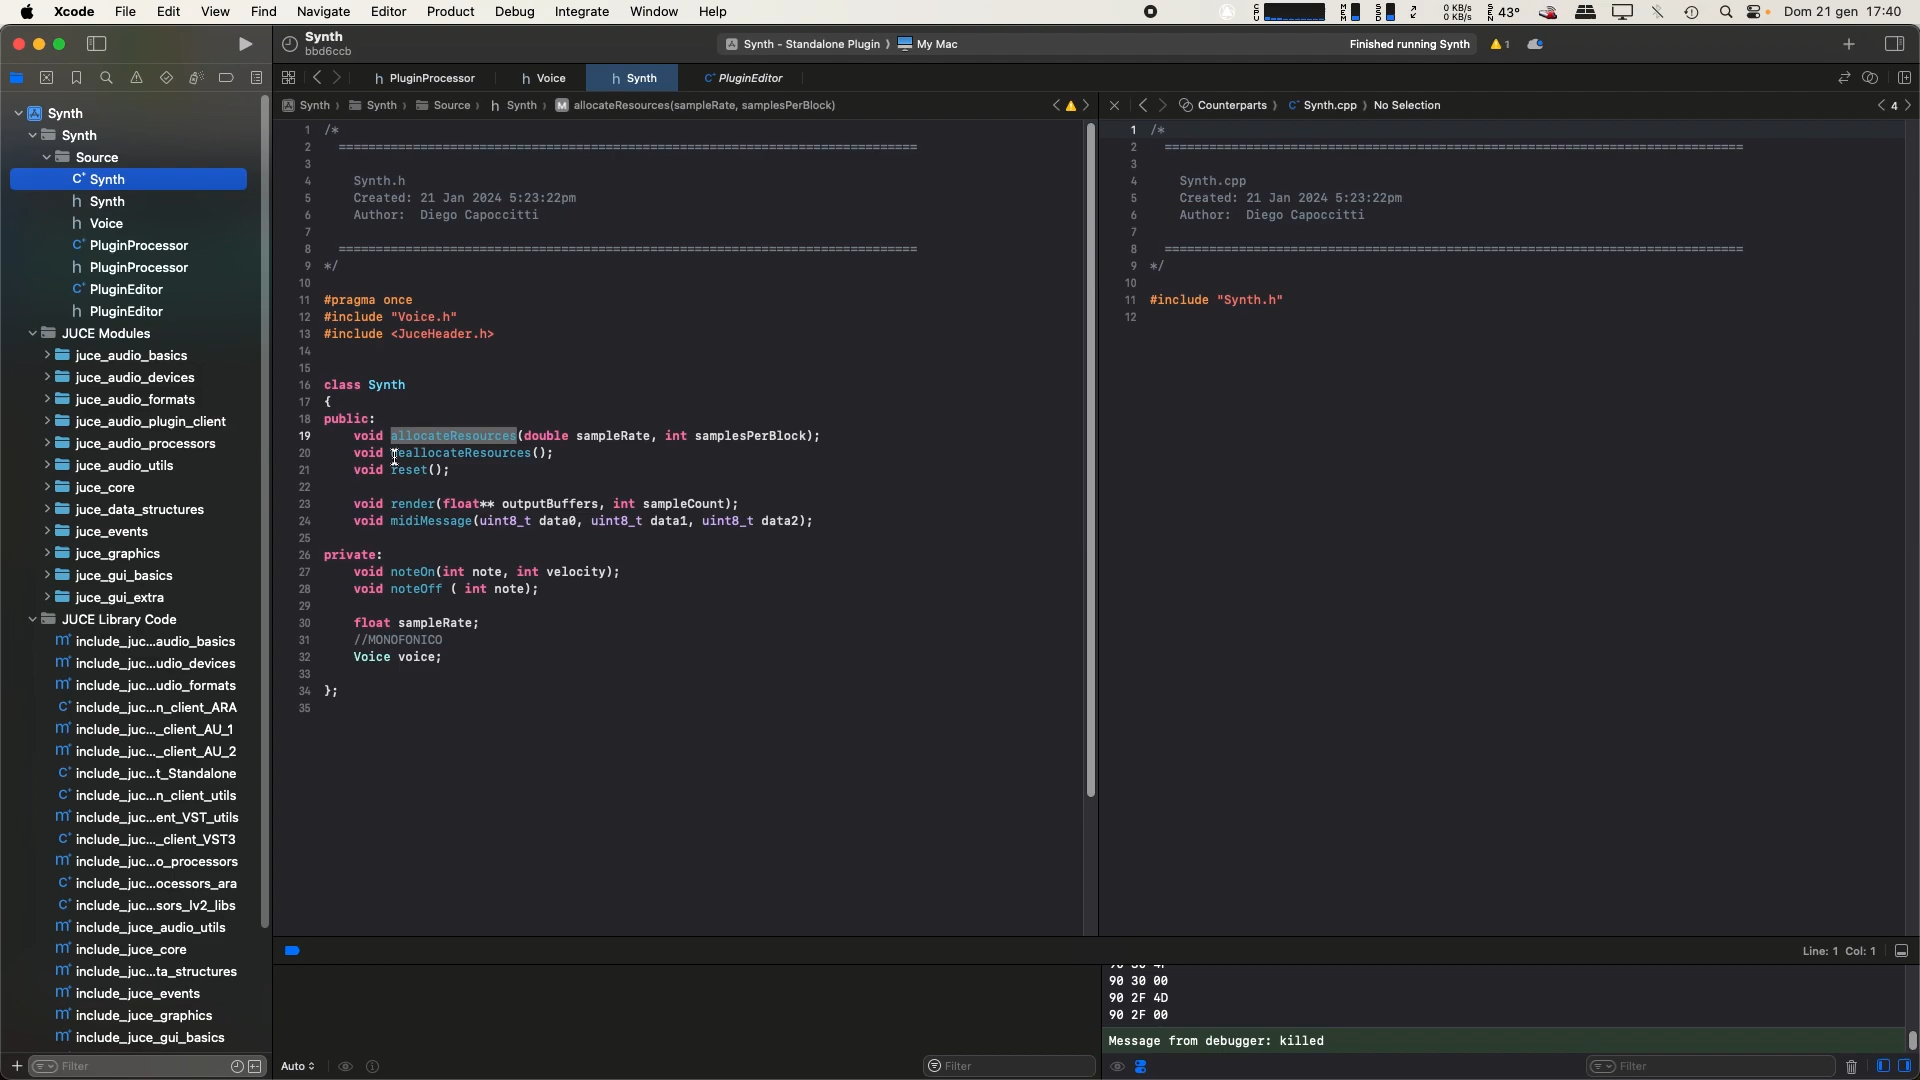 Xcode File Edit View Find Navigate Editor Product Debug Integrate Window Help
CPU MEM SSD 0 KB/s 0 KB/s SEN 43° Dom 21 gen 17:40
Synth
bbd6ccb
Synth - Standalone Plugin ⟩ My Mac Finished running Synth 1
PluginProcessor Voice Synth PluginEditor
Synth ⟩ Synth ⟩ Source ⟩ Synth ⟩ M allocateResources(sampleRate, samplesPerBlock)
Counterparts ⟩ Synth.cpp ⟩ No Selection 4
Synth
Synth
Source
Synth
Synth
Voice
PluginProcessor
PluginProcessor
PluginEditor
PluginEditor
JUCE Modules
juce_audio_basics
juce_audio_devices
juce_audio_formats
juce_audio_plugin_client
juce_audio_processors
juce_audio_utils
juce_core
juce_data_structures
juce_events
juce_graphics
juce_gui_basics
juce_gui_extra
JUCE Library Code
include_juc...audio_basics
include_juc...udio_devices
include_juc...udio_formats
include_juc...n_client_ARA
include_juc..._client_AU_1
include_juc..._client_AU_2
include_juc...t_Standalone
include_juc...n_client_utils
include_juc...ent_VST_utils
include_juc..._client_VST3
include_juc...o_processors
include_juc...ocessors_ara
include_juc...sors_lv2_libs
include_juce_audio_utils
include_juce_core
include_juc...ta_structures
include_juce_events
include_juce_graphics
include_juce_gui_basics
Filter
1 /*
2 ==============================================================================
3
4 Synth.h
5 Created: 21 Jan 2024 5:23:22pm
6 Author: Diego Capoccitti
7
8 ==============================================================================
9 */
10
11 #pragma once
12 #include "Voice.h"
13 #include <JuceHeader.h>
14
15
16 class Synth
17 {
18 public:
19 void allocateResources(double sampleRate, int samplesPerBlock);
20 void deallocateResources();
21 void reset();
22
23 void render(float** outputBuffers, int sampleCount);
24 void midiMessage(uint8_t data0, uint8_t data1, uint8_t data2);
25
26 private:
27 void noteOn(int note, int velocity);
28 void noteOff ( int note);
29
30 float sampleRate;
31 //MONOFONICO
32 Voice voice;
33
34 };
35
1 /*
2 ==============================================================================
3
4 Synth.cpp
5 Created: 21 Jan 2024 5:23:22pm
6 Author: Diego Capoccitti
7
8 ==============================================================================
9 */
10
11 #include "Synth.h"
12
Line: 1 Col: 1
90 30 00
90 2F 4D
90 2F 00
Message from debugger: killed
Auto Filter Filter